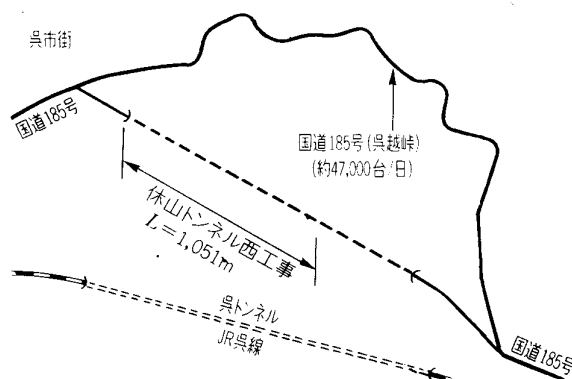 呉市街
国道185号
国道185号(呉越峠)
(約47,000台/日)
休山トンネル西工事
L=1,051m
呉トンネル
JR呉線
国道185号